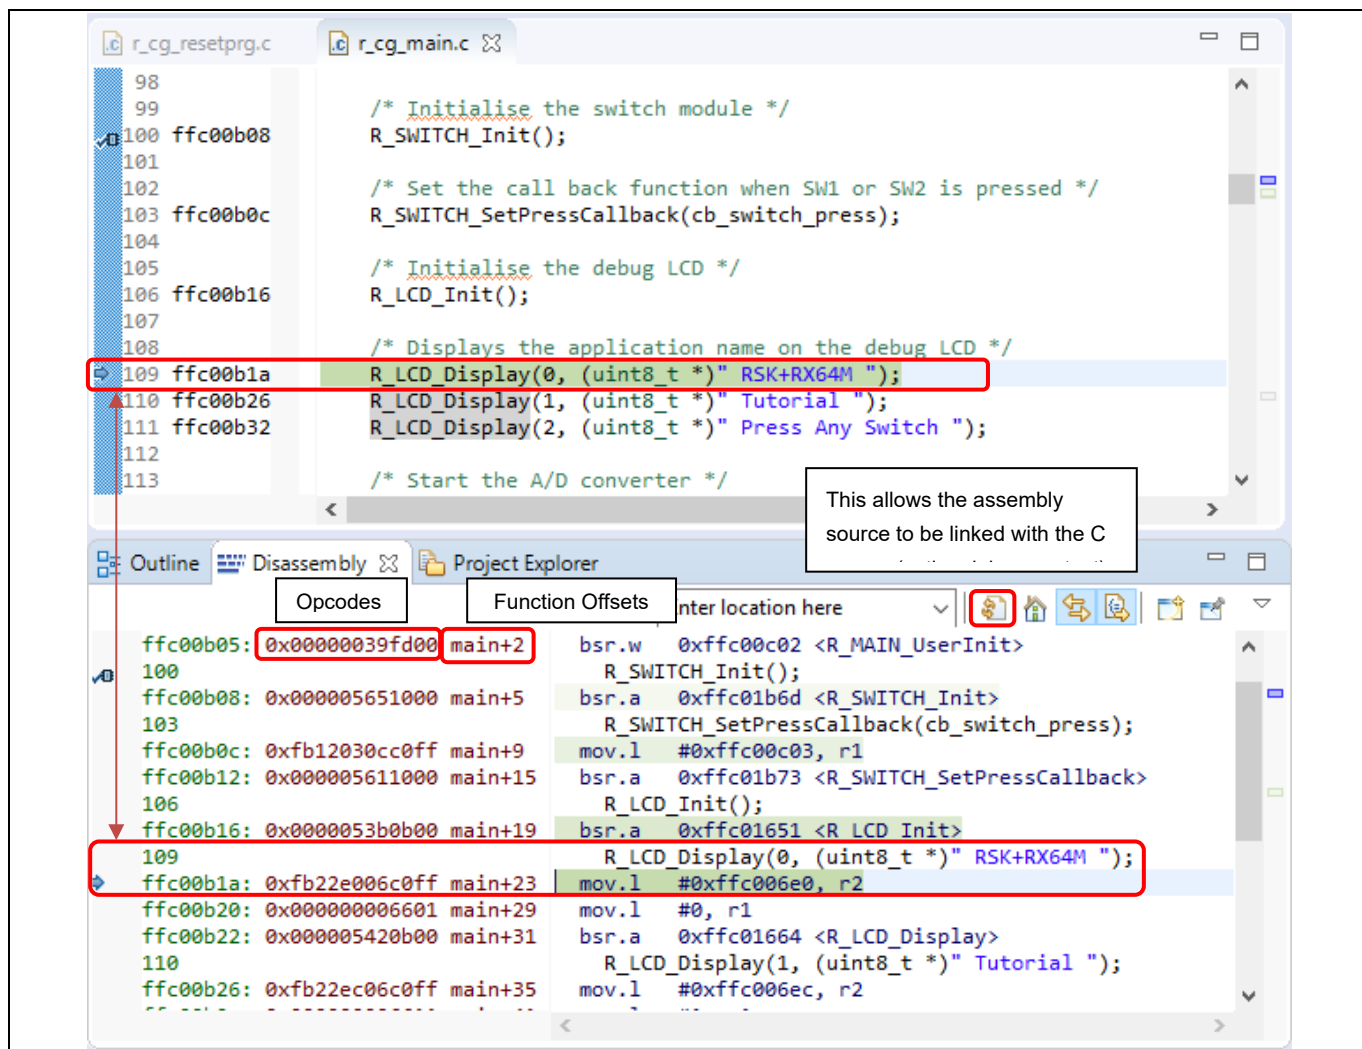 r_cg_resetprg.c r_cg_main.c
98
99 /* Initialise the switch module */
100 ffc00b08 R_SWITCH_Init();
101
102 /* Set the call back function when SW1 or SW2 is pressed */
103 ffc00b0c R_SWITCH_SetPressCallback(cb_switch_press);
104
105 /* Initialise the debug LCD */
106 ffc00b16 R_LCD_Init();
107
108 /* Displays the application name on the debug LCD */
109 ffc00b1a R_LCD_Display(0, (uint8_t *)" RSK+RX64M ");
110 ffc00b26 R_LCD_Display(1, (uint8_t *)" Tutorial ");
111 ffc00b32 R_LCD_Display(2, (uint8_t *)" Press Any Switch ");
112
113 /* Start the A/D converter */
This allows the assembly
source to be linked with the C
Outline Disassembly Project Explorer
Opcodes Function Offsets nter location here
ffc00b05: 0x00000039fd00 main+2 bsr.w 0xffc00c02 <R_MAIN_UserInit>
100 R_SWITCH_Init();
ffc00b08: 0x000005651000 main+5 bsr.a 0xffc01b6d <R_SWITCH_Init>
103 R_SWITCH_SetPressCallback(cb_switch_press);
ffc00b0c: 0xfb12030cc0ff main+9 mov.l #0xffc00c03, r1
ffc00b12: 0x000005611000 main+15 bsr.a 0xffc01b73 <R_SWITCH_SetPressCallback>
106 R_LCD_Init();
ffc00b16: 0x0000053b0b00 main+19 bsr.a 0xffc01651 <R_LCD_Init>
109 R_LCD_Display(0, (uint8_t *)" RSK+RX64M ");
ffc00b1a: 0xfb22e006c0ff main+23 mov.l #0xffc006e0, r2
ffc00b20: 0x000000006601 main+29 mov.l #0, r1
ffc00b22: 0x000005420b00 main+31 bsr.a 0xffc01664 <R_LCD_Display>
110 R_LCD_Display(1, (uint8_t *)" Tutorial ");
ffc00b26: 0xfb22ec06c0ff main+35 mov.l #0xffc006ec, r2